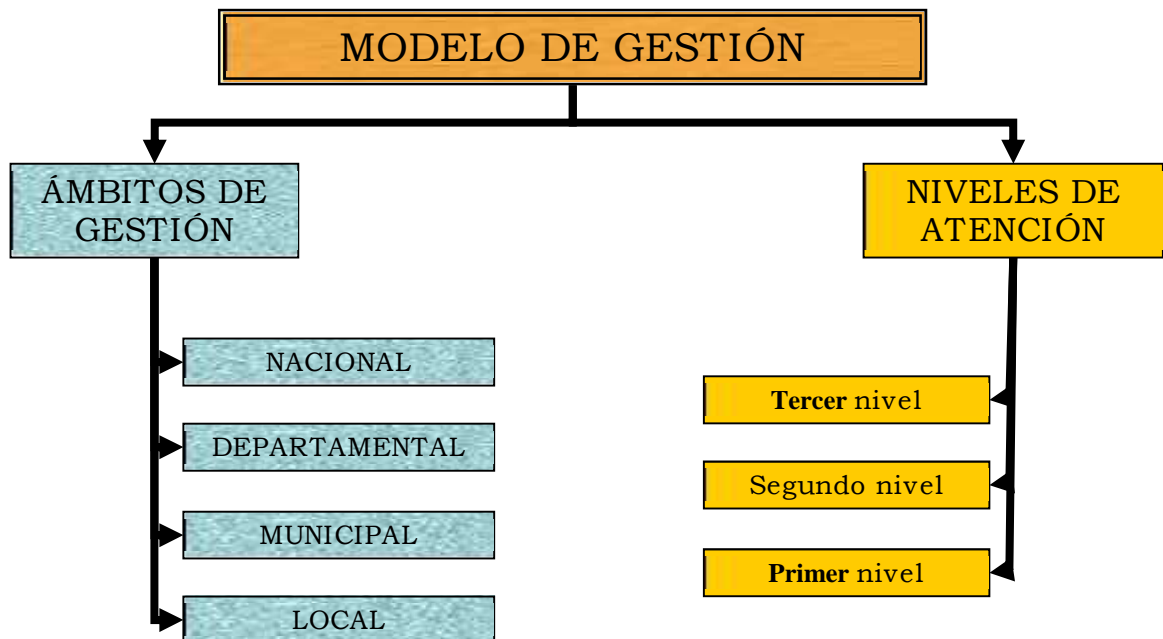 MODELO DE GESTIÓN
ÁMBITOS DE
GESTIÓN
NACIONAL
DEPARTAMENTAL
MUNICIPAL
LOCAL
NIVELES DE
ATENCIÓN
Tercer nivel
Segundo nivel
Primer nivel